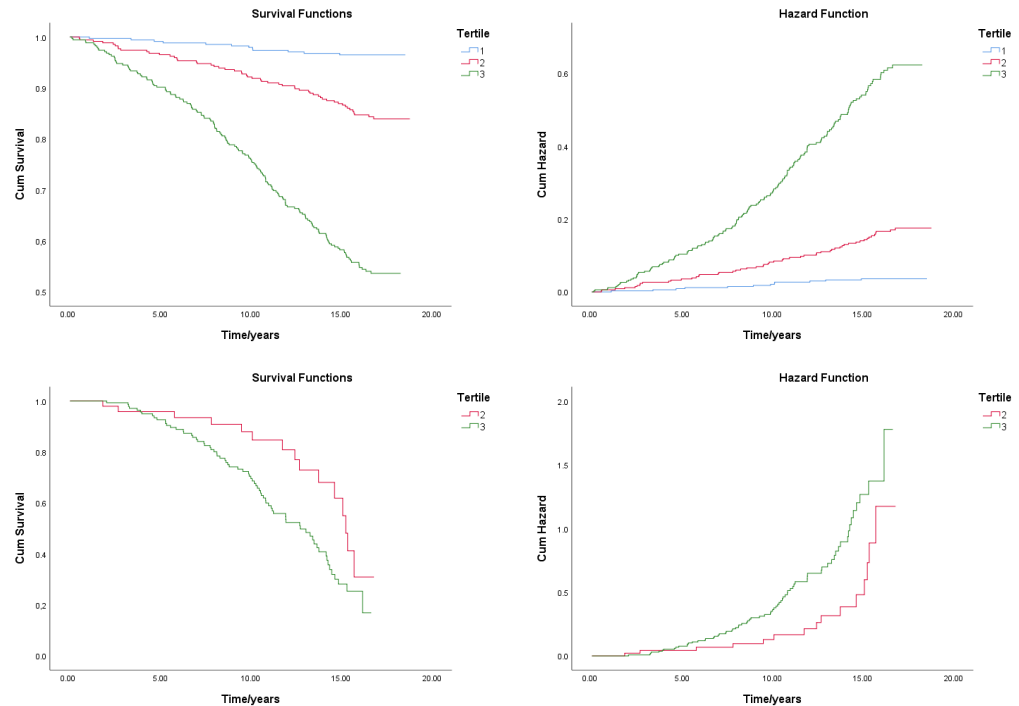 Survival Functions
Tertile
1
2
3
Cum Survival
1.0
0.9
0.8
0.7
0,6
0.5
0.00 5.00 10.00 15.00 20.00
Time/years
Hazard Function
Tertile
1
2
3
Cum Hazard
0.6
0.4
0.2
0.0
0.00 5.00 10.00 15.00 20.00
Time/years
Survival Functions
Tertile
2
3
Cum Survival
1.0
0.8
0.6
0.4
0,2
0.0
0.00 5.00 10.00 15.00 20.00
Time/years
Hazard Function
Tertile
2
3
Cum Hazard
2.0
1.5
1.0
0.5
0.0
0.00 5.00 10.00 15.00 20.00
Time/years